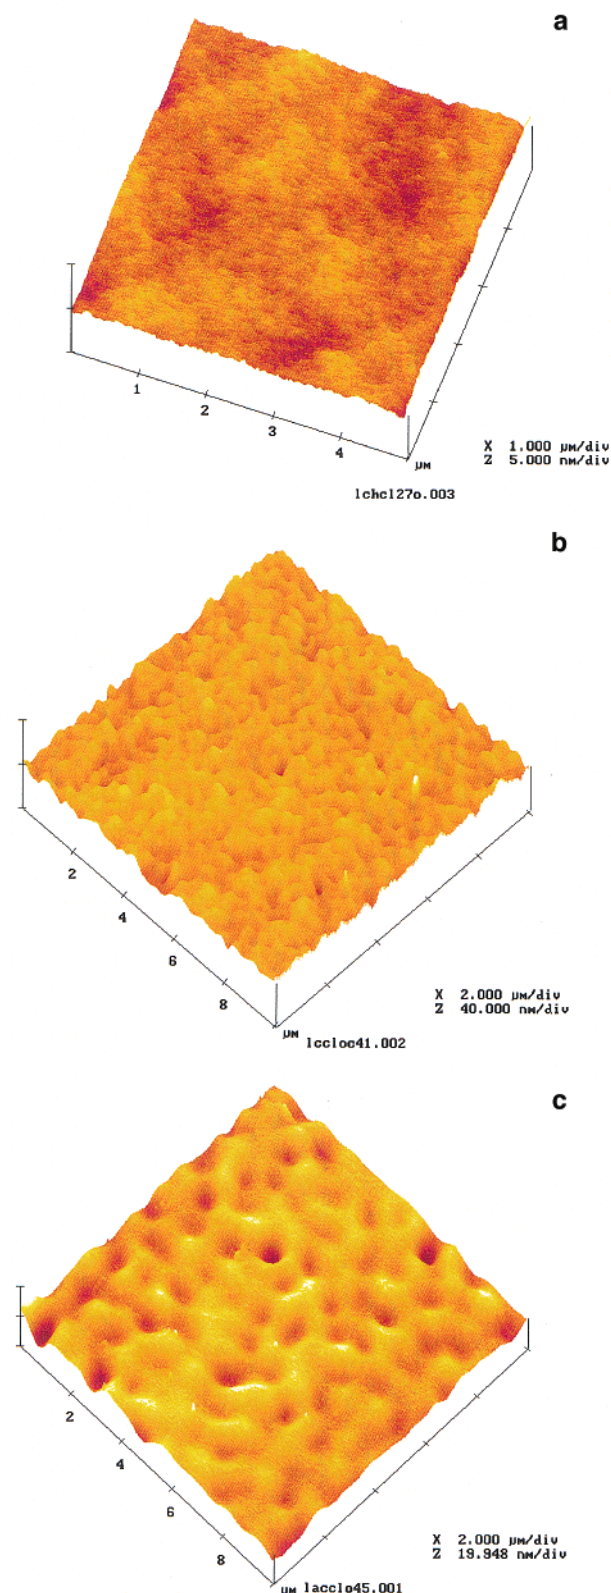 a
1
2
3
4
µM
X 1.000 µM/div
Z 5.000 nM/div
lchcl27o.003
b
2
4
6
8
µM
X 2.000 µM/div
Z 40.000 nM/div
lccloe41.002
c
2
4
6
8
X 2.000 µM/div
Z 19.948 nM/div
µM lacclo45.001